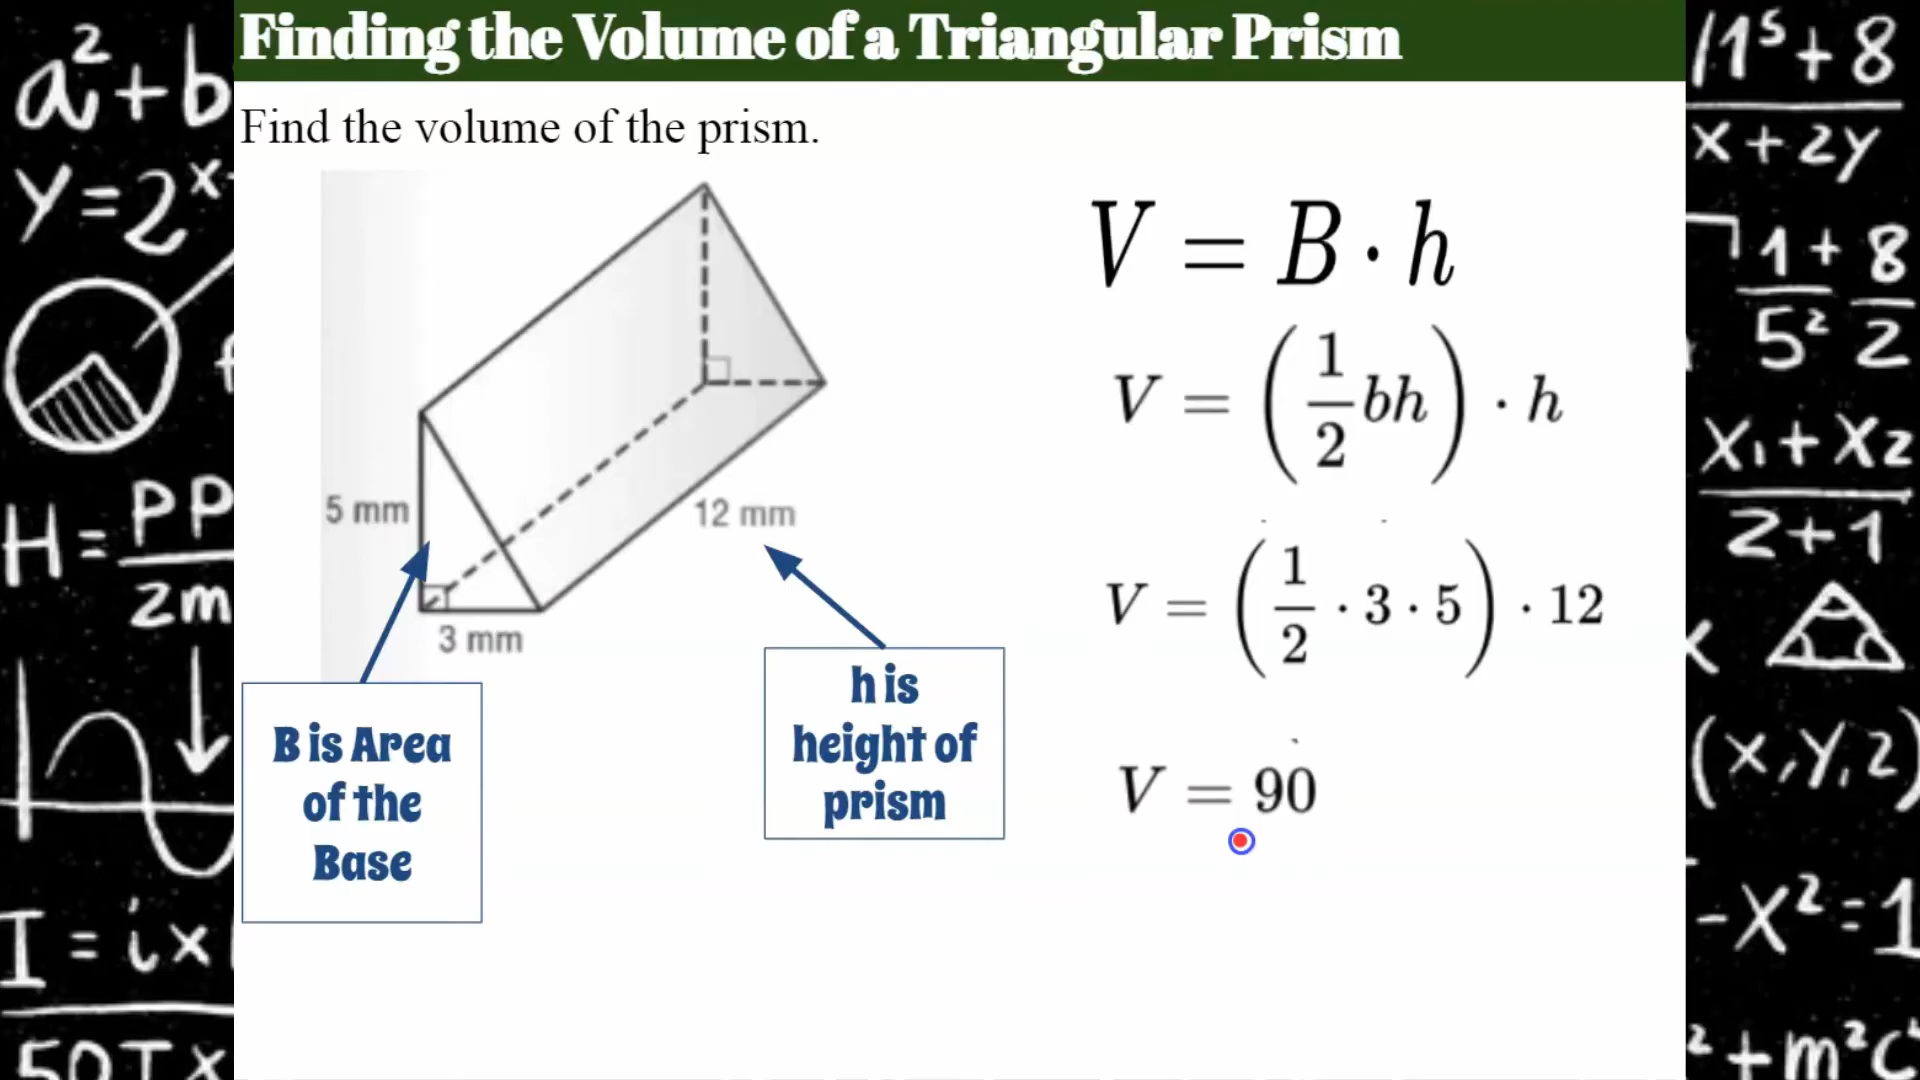 Finding the Volume of a Triangular Prism
Find the volume of the prism.
5 mm
3 mm
12 mm
B is Area
of the
Base
h is
height of
prism
V = B · h
V = (1/2 bh) · h
V = (1/2 · 3 · 5) · 12
V = 90
a² + b
y = 2ˣ
H = PP
2m
I = ix
50Tx
11⁵ + 8
x + 2y
1 + 8
5² 2
x₁ + x₂
2 + 1
(x, y, 2)
-x² = 1
² + m²c